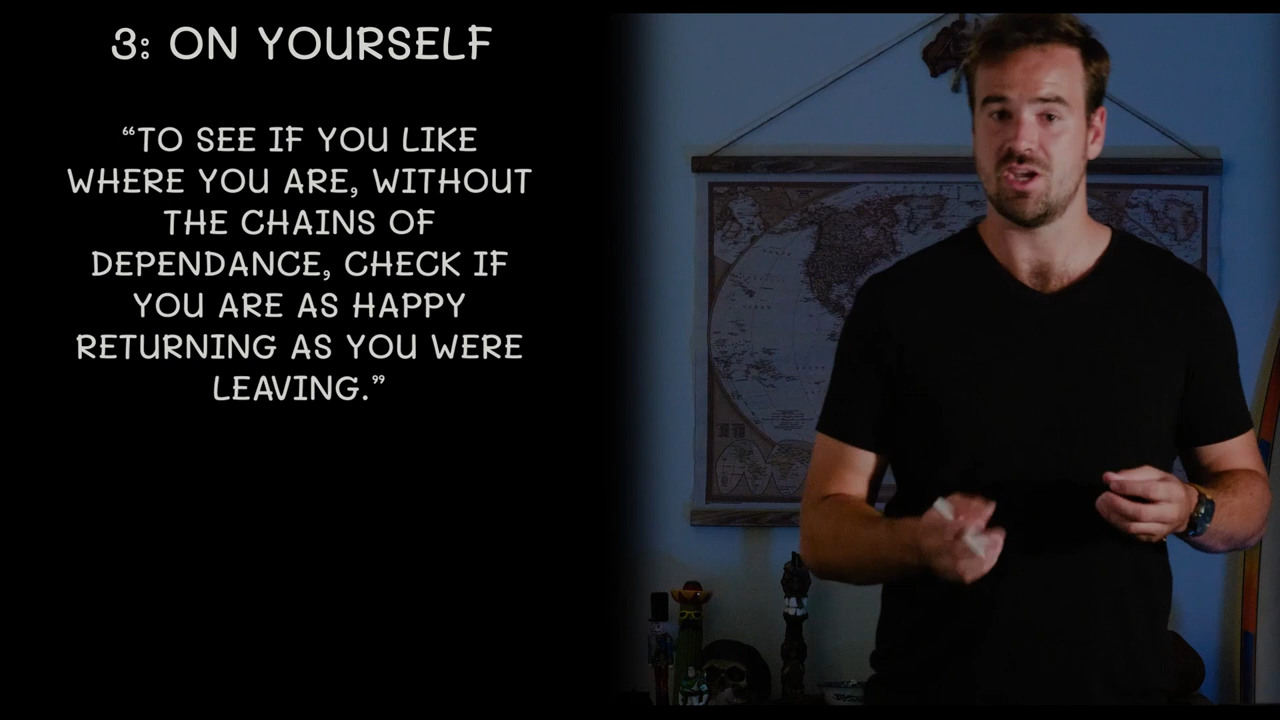 3: ON YOURSELF
“TO SEE IF YOU LIKE
WHERE YOU ARE, WITHOUT
THE CHAINS OF
DEPENDANCE, CHECK IF
YOU ARE AS HAPPY
RETURNING AS YOU WERE
LEAVING.”